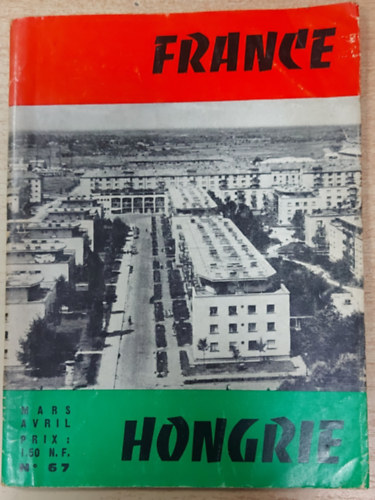 FRANCE
MARS
AVRIL
PRIX :
1,50 N.F.
N° 67
HONGRIE